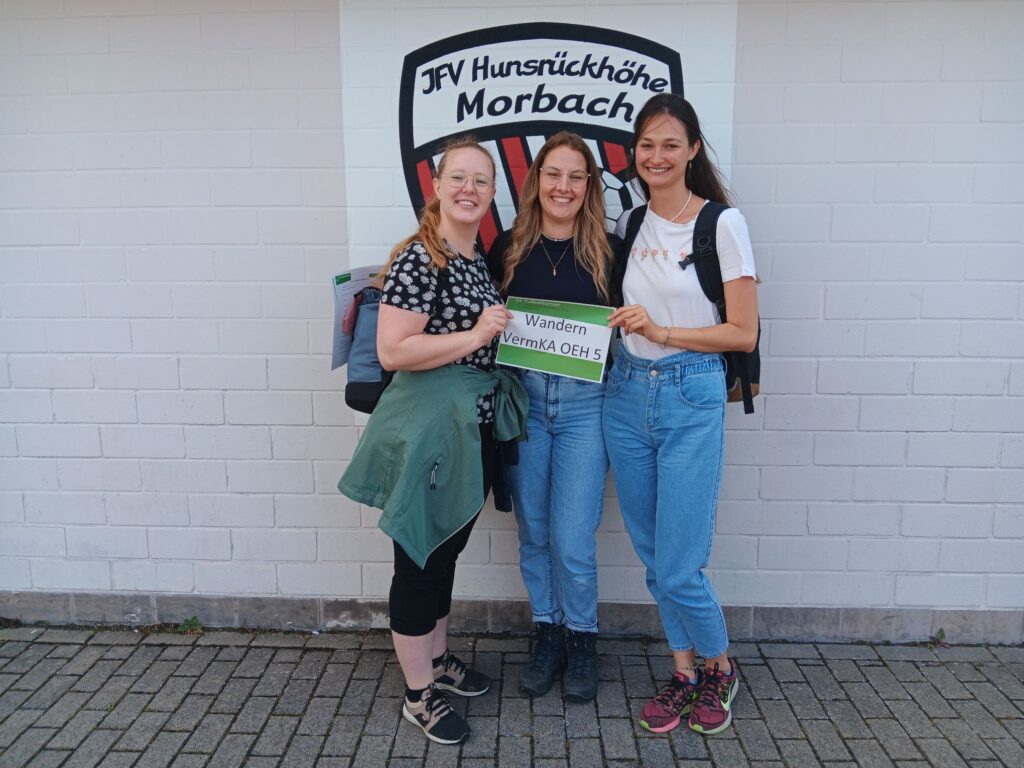 JFV Hunsrückhöhe
Morbach
Wandern
VermKA OEH 5